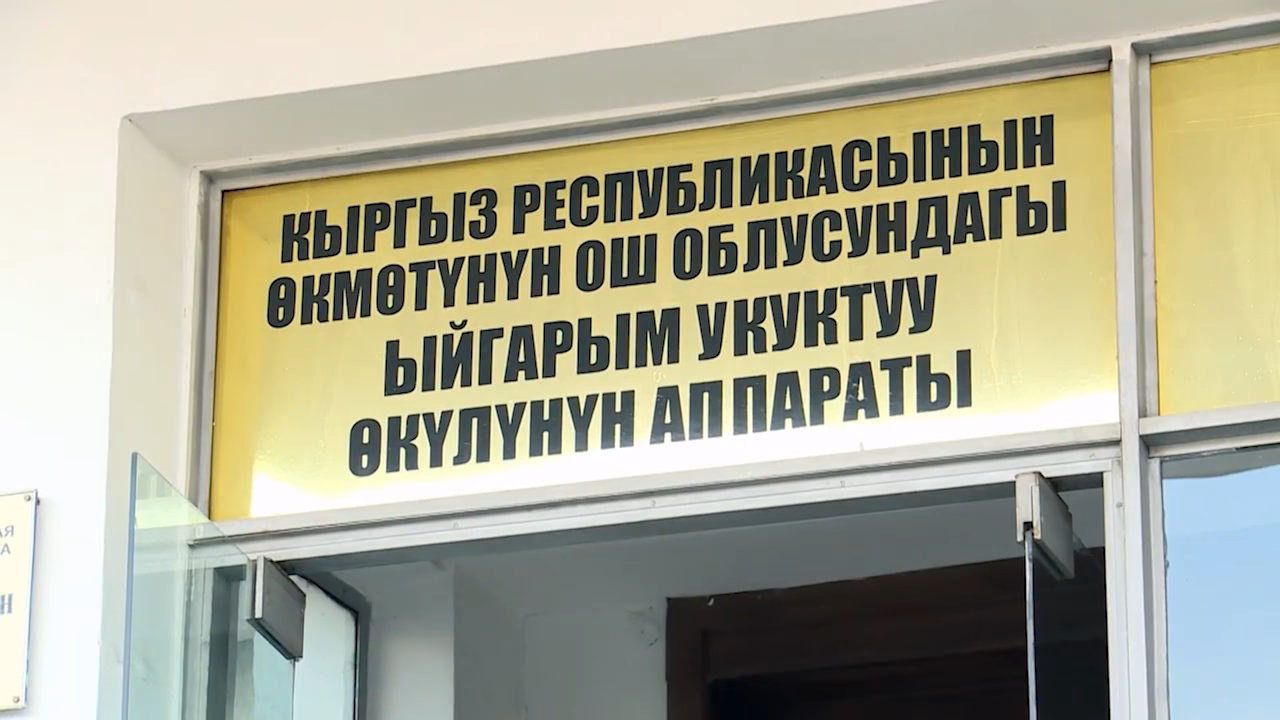 КЫРГЫЗ РЕСПУБЛИКАСЫНЫН
ӨКМӨТҮНҮН ОШ ОБЛУСУНДАГЫ
ЫЙГАРЫМ УКУКТУУ
ӨКҮЛҮНҮН АППАРАТЫ